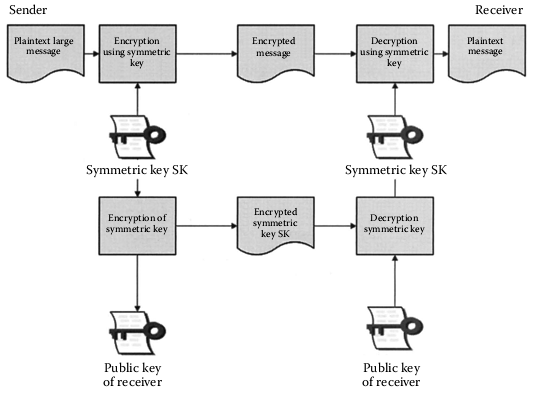 Sender
Receiver
Plaintext large
message
Encryption
using symmetric
key
Encrypted
message
Decryption
using symmetric
key
Plaintext
message
Symmetric key SK
Symmetric key SK
Encryption of
symmetric key
Encrypted
symmetric
key SK
Decryption
symmetric key
Public key
of receiver
Public key
of receiver